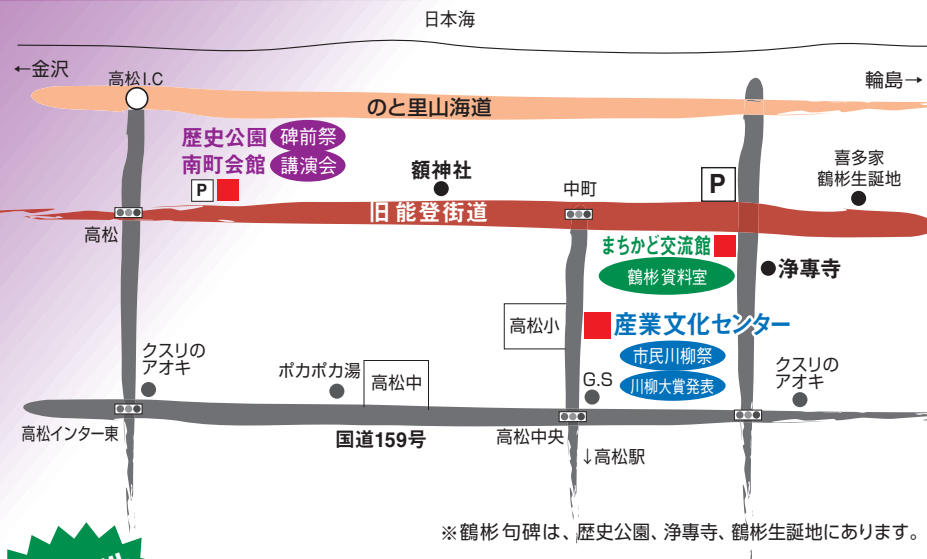 日本海
←金沢
輪島→
高松I.C
のと里山海道
歴史公園 碑前祭
南町会館 講演会
P
額神社
中町
P
喜多家
鶴彬生誕地
旧能登街道
高松
まちかど交流館
鶴彬資料室
浄專寺
高松小
産業文化センター
市民川柳祭
川柳大賞発表
クスリの
アオキ
ポカポカ湯
高松中
G.S
クスリの
アオキ
高松インター東
国道159号
高松中央
↓高松駅
※鶴彬句碑は、歴史公園、浄專寺、鶴彬生誕地にあります。